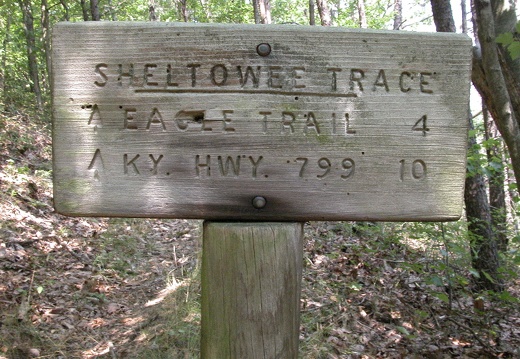 SHELTOWEE TRACE
EAGLE TRAIL 4
KY. HWY. 799 10